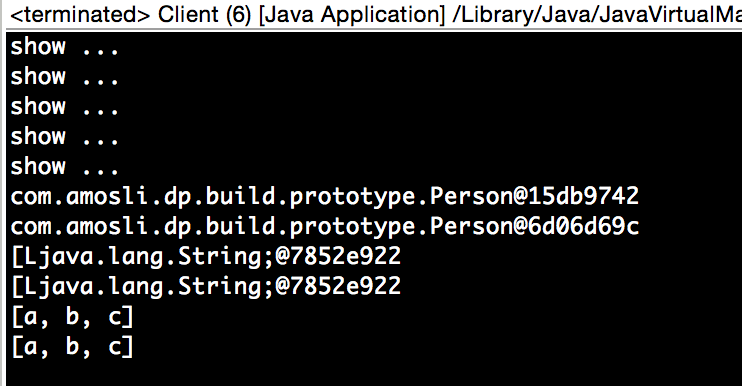 <terminated> Client (6) [Java Application] /Library/Java/JavaVirtualMa
show ...
show ...
show ...
show ...
show ...
com.amosli.dp.build.prototype.Person@15db9742
com.amosli.dp.build.prototype.Person@6d06d69c
[Ljava.lang.String;@7852e922
[Ljava.lang.String;@7852e922
[a, b, c]
[a, b, c]